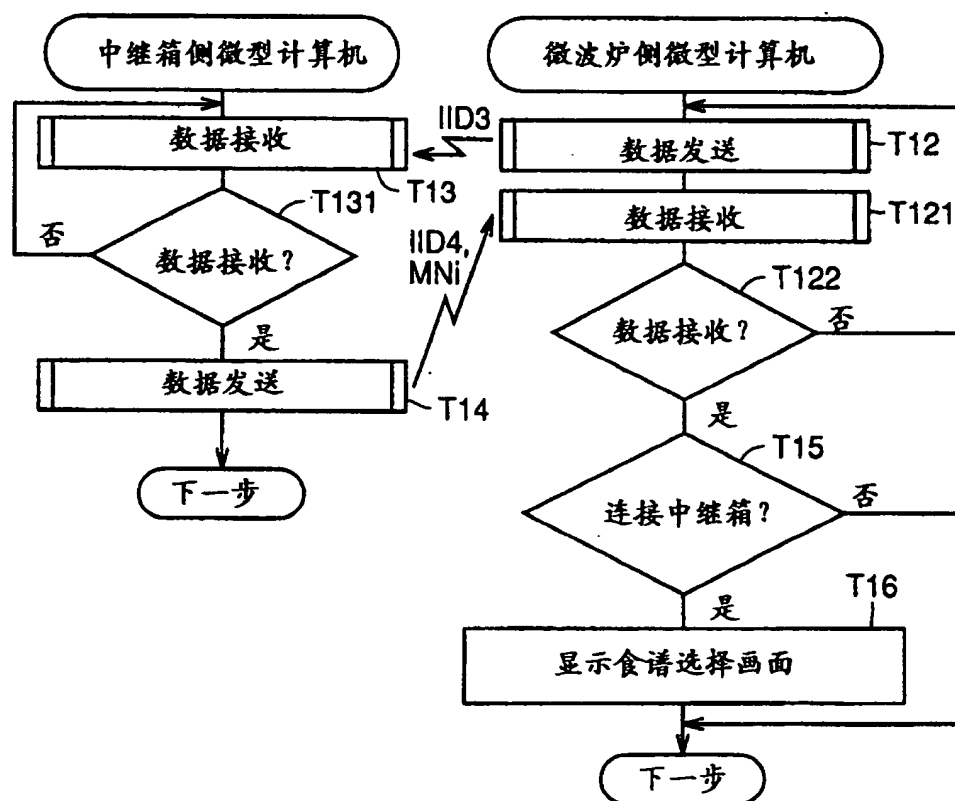 中继箱侧微型计算机
数据接收
T13
T131
数据接收？
否
是
数据发送
T14
下一步
IID3
IID4,
MNi
微波炉侧微型计算机
数据发送
T12
数据接收
T121
T122
数据接收？
否
是
T15
连接中继箱？
否
是
T16
显示食谱选择画面
下一步